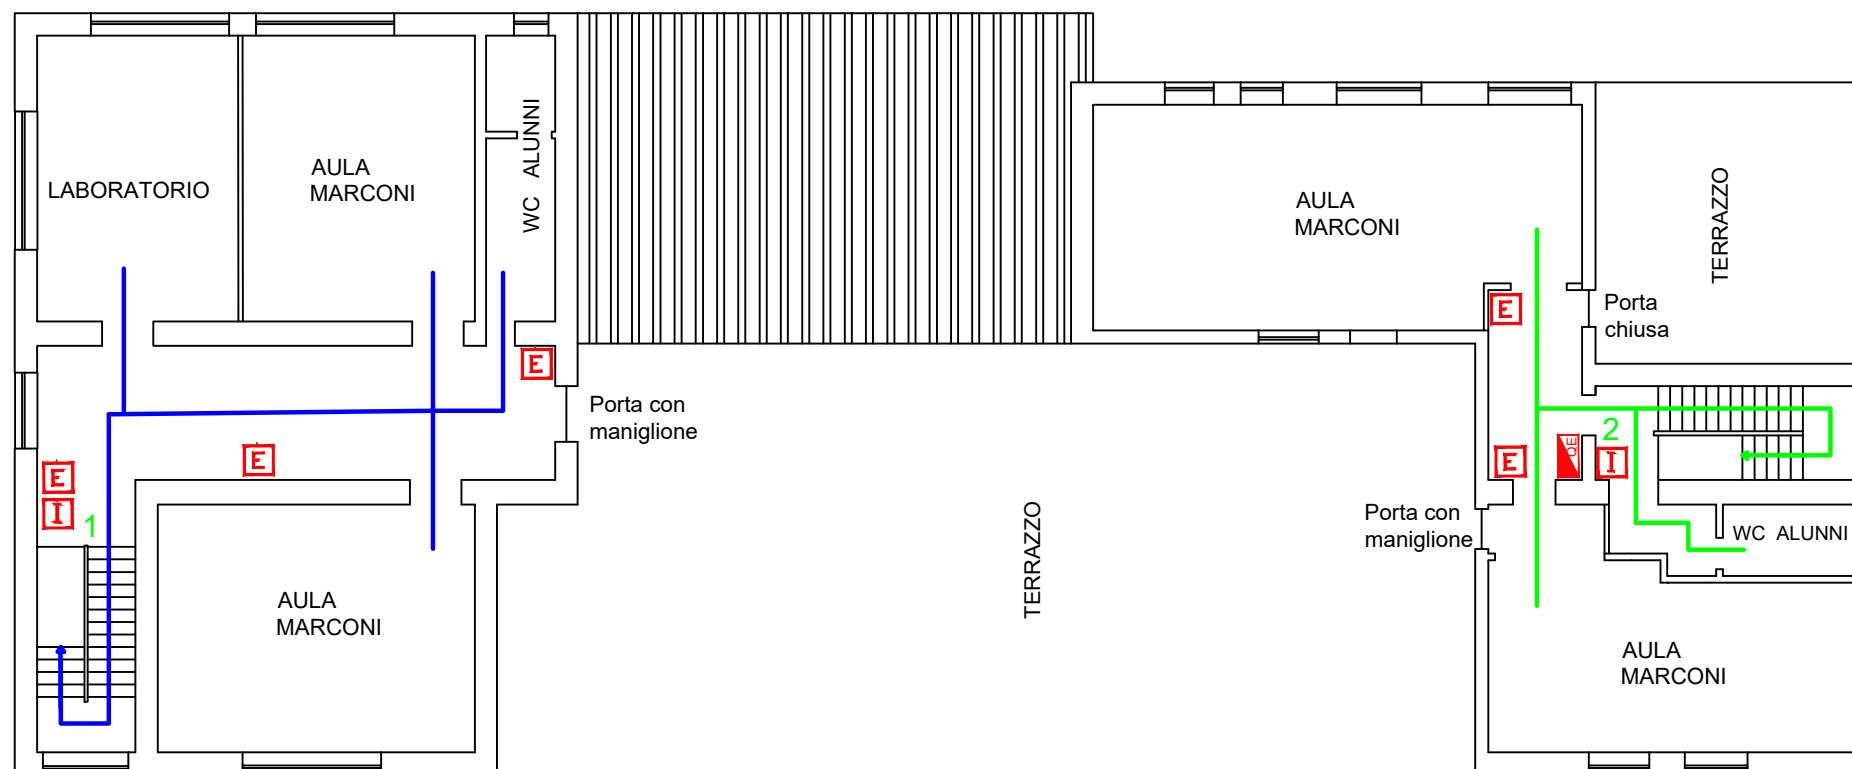 LABORATORIO
AULA
MARCONI
WC ALUNNI
E
Porta con
maniglione
E
E
I
1
AULA
MARCONI
TERRAZZO
AULA
MARCONI
TERRAZZO
E
Porta
chiusa
E
QE
2
I
Porta con
maniglione
WC ALUNNI
AULA
MARCONI